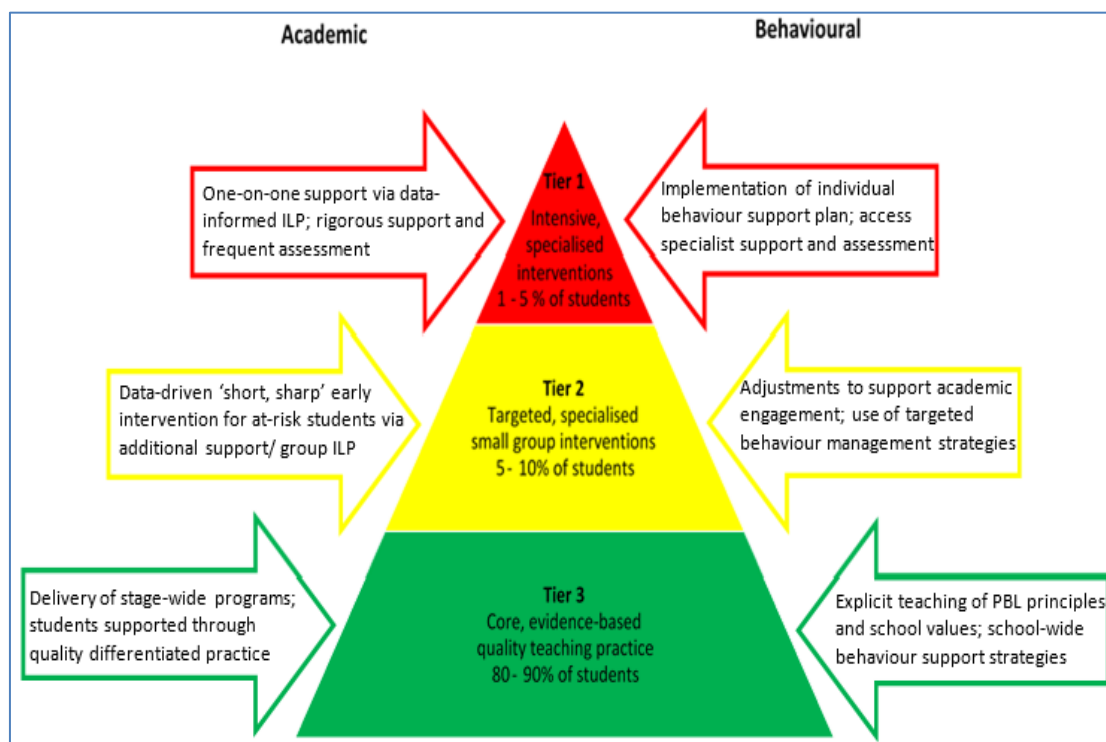 Academic
Behavioural
One-on-one support via data-
informed ILP; rigorous support and
frequent assessment
Tier 1
Intensive,
specialised
interventions
1 - 5 % of students
Implementation of individual
behaviour support plan; access
specialist support and assessment
Data-driven ‘short, sharp’ early
intervention for at-risk students via
additional support/ group ILP
Tier 2
Targeted, specialised
small group interventions
5 - 10% of students
Adjustments to support academic
engagement; use of targeted
behaviour management strategies
Delivery of stage-wide programs;
students supported through
quality differentiated practice
Tier 3
Core, evidence-based
quality teaching practice
80 - 90% of students
Explicit teaching of PBL principles
and school values; school-wide
behaviour support strategies